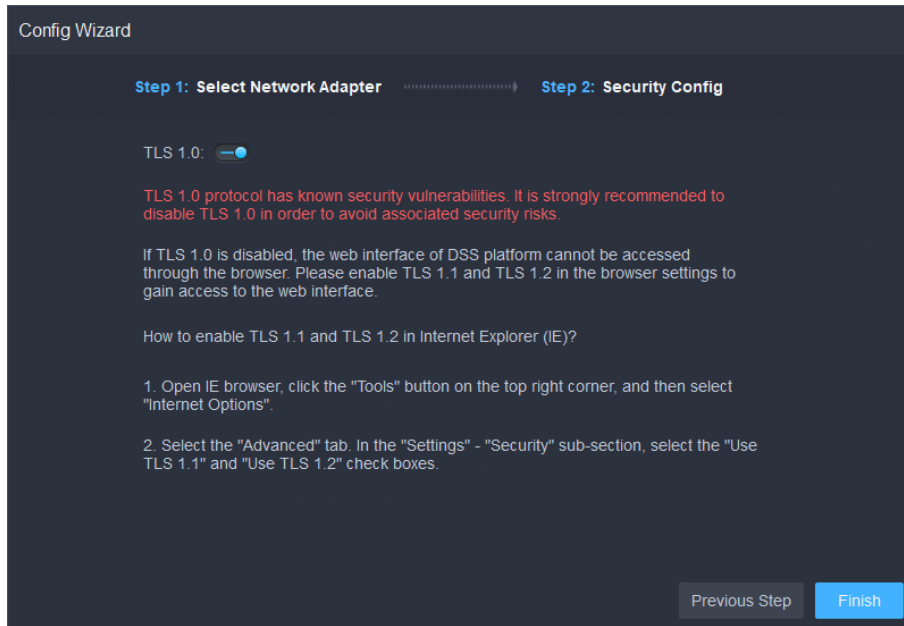 Config Wizard
Step 1: Select Network Adapter Step 2: Security Config
TLS 1.0:
TLS 1.0 protocol has known security vulnerabilities. It is strongly recommended to
disable TLS 1.0 in order to avoid associated security risks.
If TLS 1.0 is disabled, the web interface of DSS platform cannot be accessed
through the browser. Please enable TLS 1.1 and TLS 1.2 in the browser settings to
gain access to the web interface.
How to enable TLS 1.1 and TLS 1.2 in Internet Explorer (IE)?
1. Open IE browser, click the "Tools" button on the top right corner, and then select
"Internet Options".
2. Select the "Advanced" tab. In the "Settings" - "Security" sub-section, select the "Use
TLS 1.1" and "Use TLS 1.2" check boxes.
Previous Step Finish